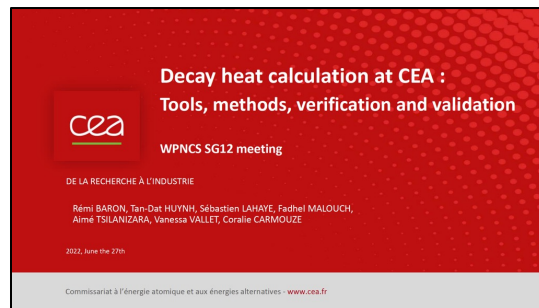 Decay heat calculation at CEA :
Tools, methods, verification and validation
cea
WPNCS SG12 meeting
DE LA RECHERCHE À L'INDUSTRIE
Rémi BARON, Tan-Dat HUYNH, Sébastien LAHAYE, Fadhel MALOUCH,
Aimé TSILANIZARA, Vanessa VALLET, Coralie CARMOUZE
2022, June the 27th
Commissariat à l'énergie atomique et aux énergies alternatives - www.cea.fr